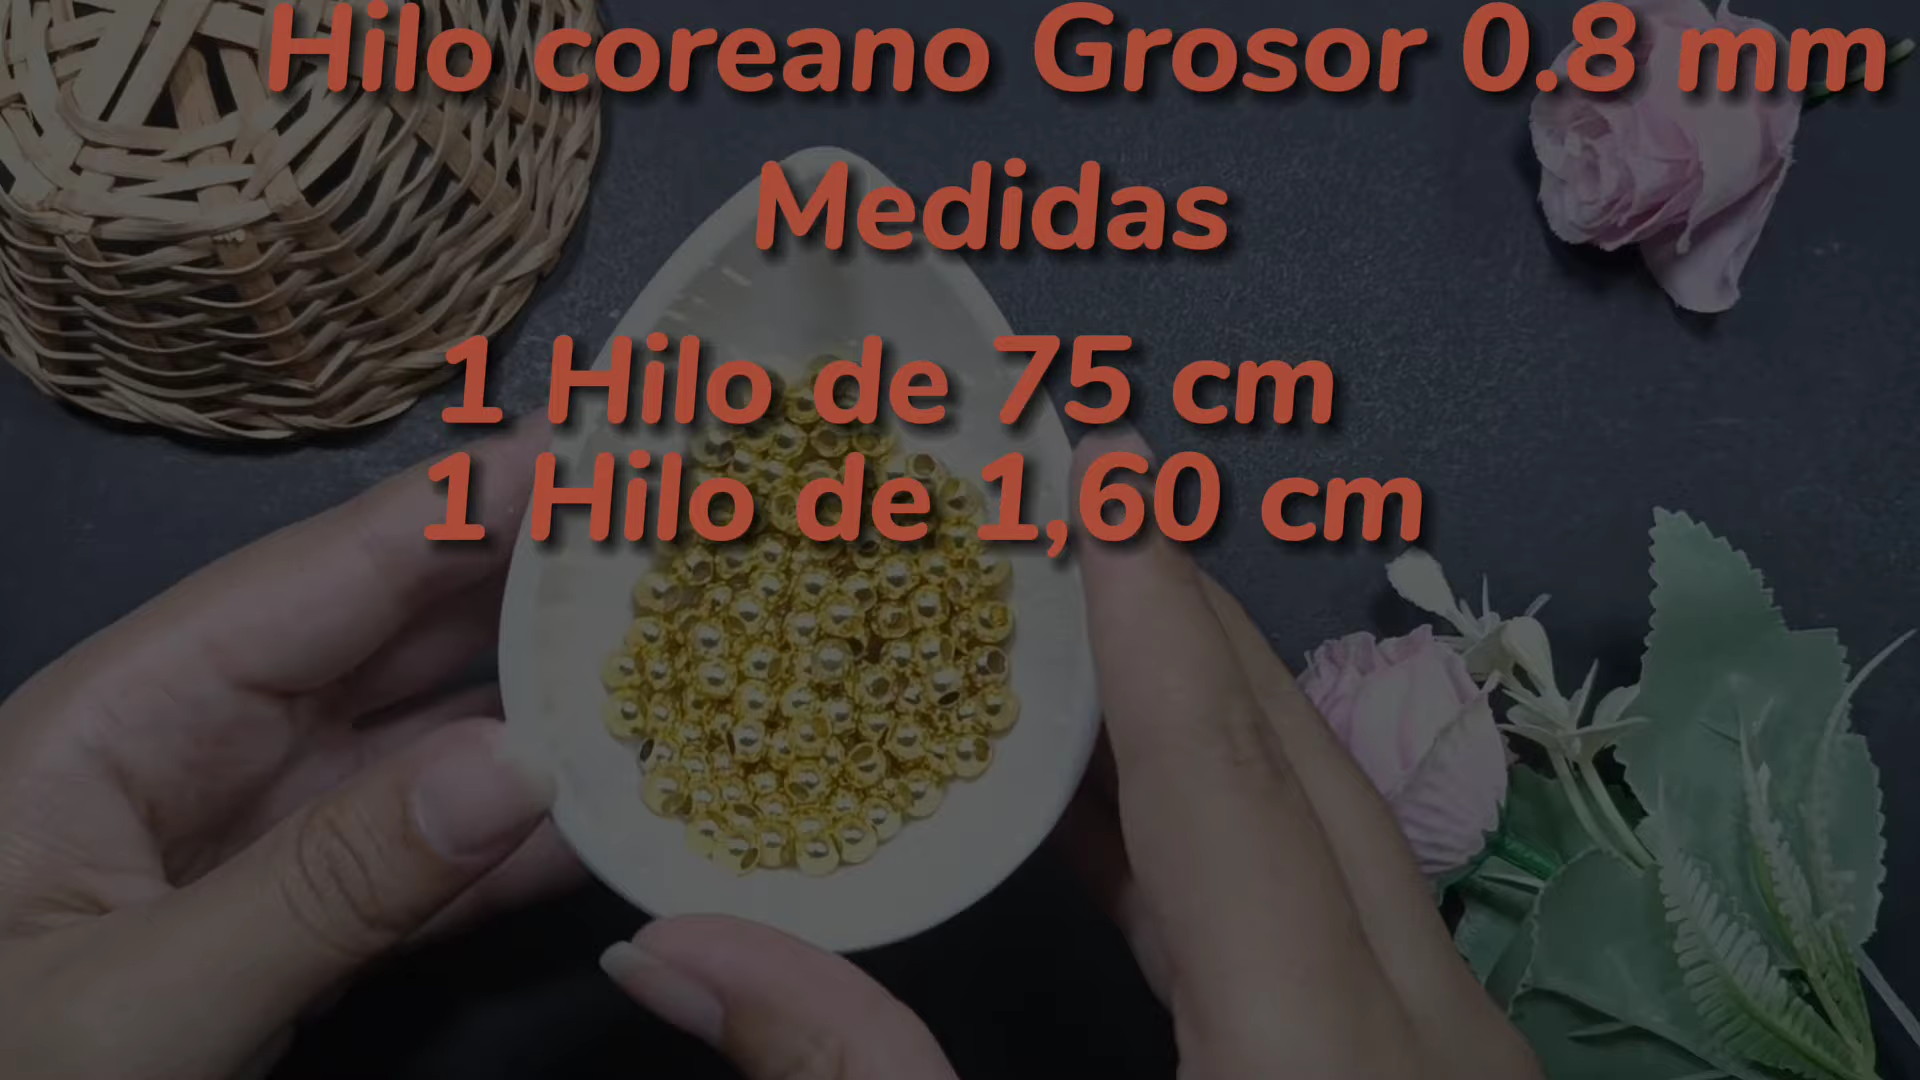 Hilo coreano Grosor 0.8 mm
Medidas
1 Hilo de 75 cm
1 Hilo de 1,60 cm